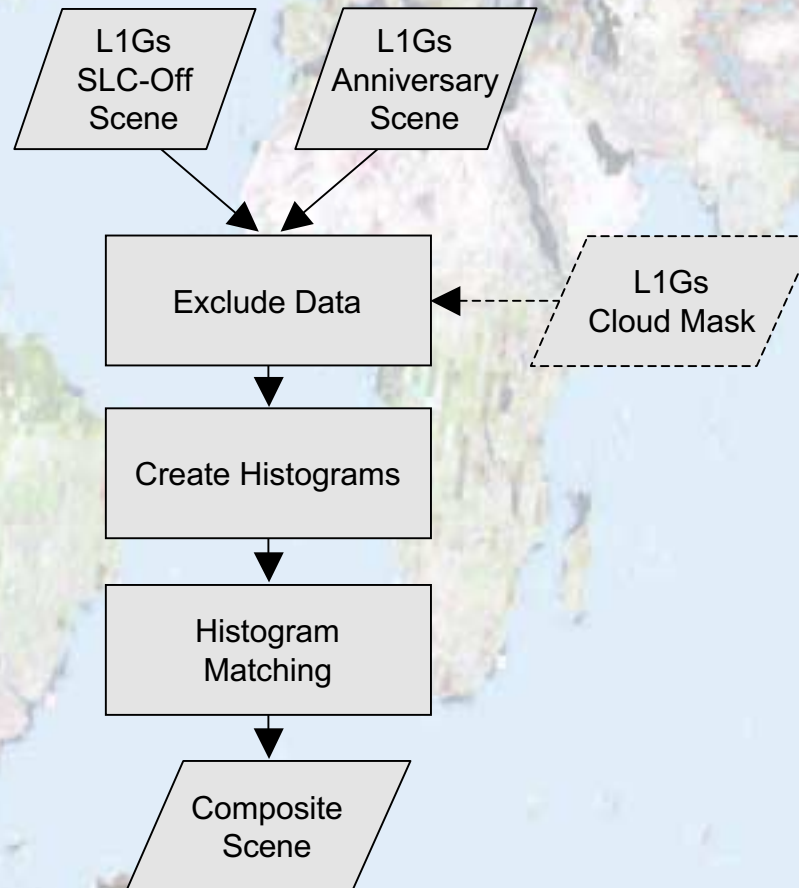 L1Gs
SLC-Off
Scene
L1Gs
Anniversary
Scene
Exclude Data
L1Gs
Cloud Mask
Create Histograms
Histogram
Matching
Composite
Scene